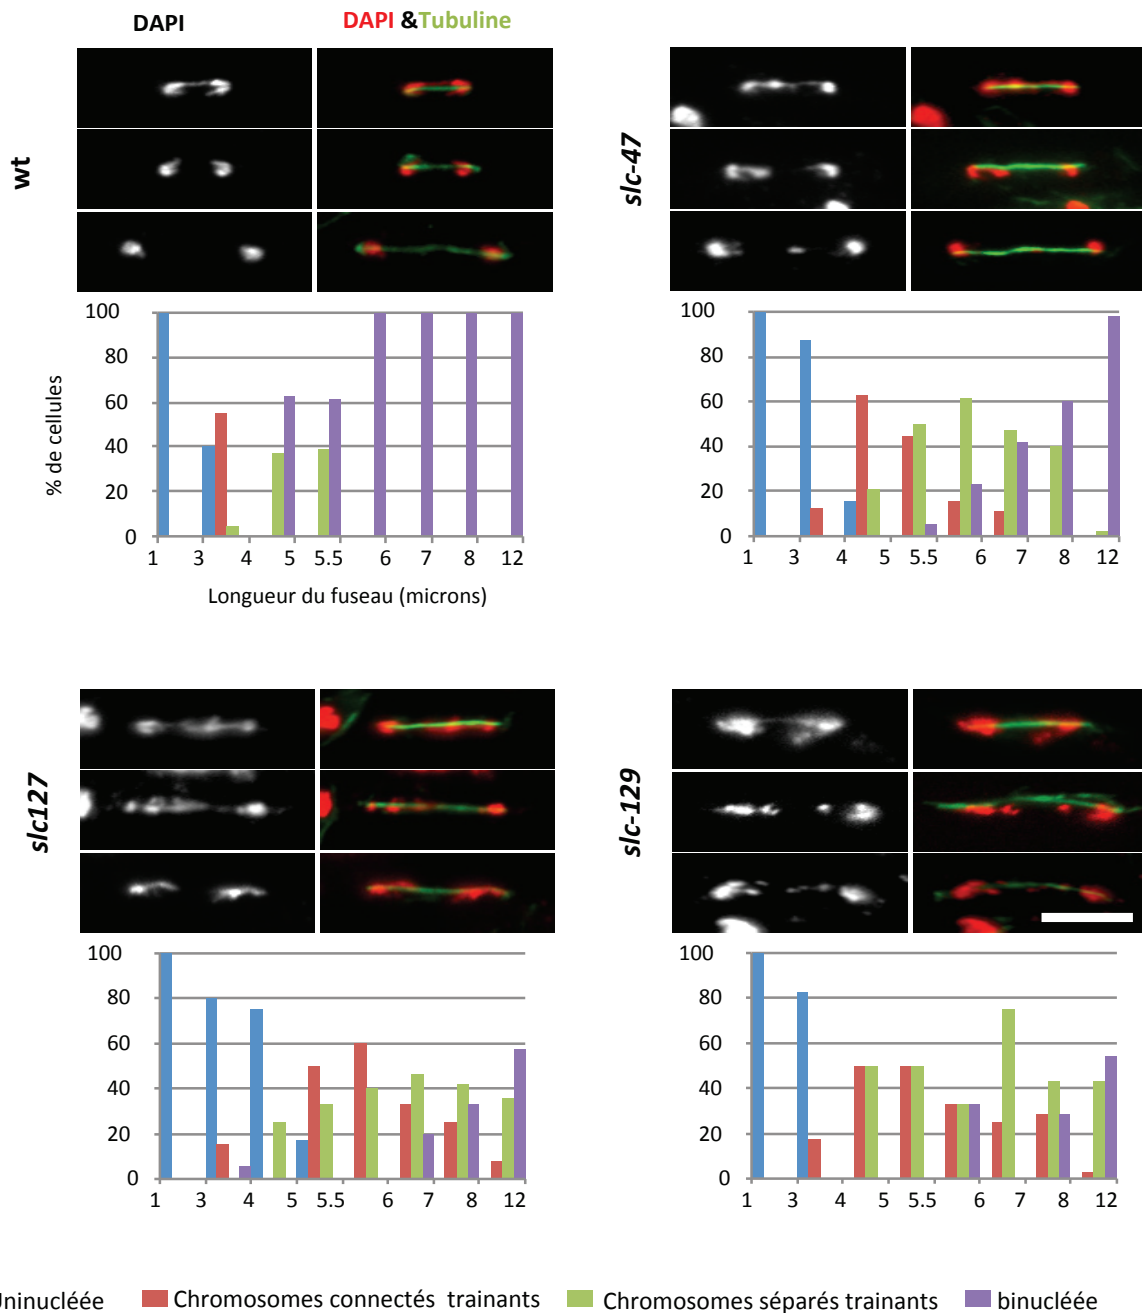 DAPI
DAPI &Tubuline
wt
slc-47
100
80
60
40
20
0
% de cellules
1 3 4 5 5.5 6 7 8 12
Longueur du fuseau (microns)
100
80
60
40
20
0
1 3 4 5 5.5 6 7 8 12
slc127
slc-129
100
80
60
40
20
0
1 3 4 5 5.5 6 7 8 12
100
80
60
40
20
0
1 3 4 5 5.5 6 7 8 12
Uninucléée Chromosomes connectés trainants Chromosomes séparés trainants binucléée